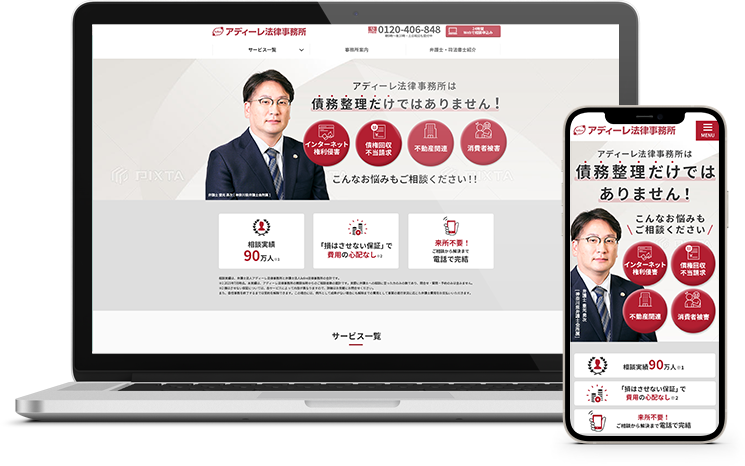 アディーレ法律事務所
0120-406-848
サービス一覧
事務所案内
弁護士・司法書士紹介
アディーレ法律事務所は
債務整理だけではありません！
インターネット
権利侵害
債権回収
不当請求
不動産関連
消費者被害
こんなお悩みもご相談ください!!
PIXTA
相談実績
90万人※1
「損はさせない保証」で
費用の心配なし※2
来所不要！
ご相談から解決まで
電話で完結
サービス一覧
アディーレ法律事務所
MENU
アディーレ法律事務所は
債務整理だけでは
ありません！
こんなお悩みも
ご相談ください
インターネット
権利侵害
債権回収
不当請求
不動産関連
消費者被害
相談実績90万人※1
「損はさせない保証」で
費用の心配なし※2
来所不要！
ご相談から解決まで電話で完結